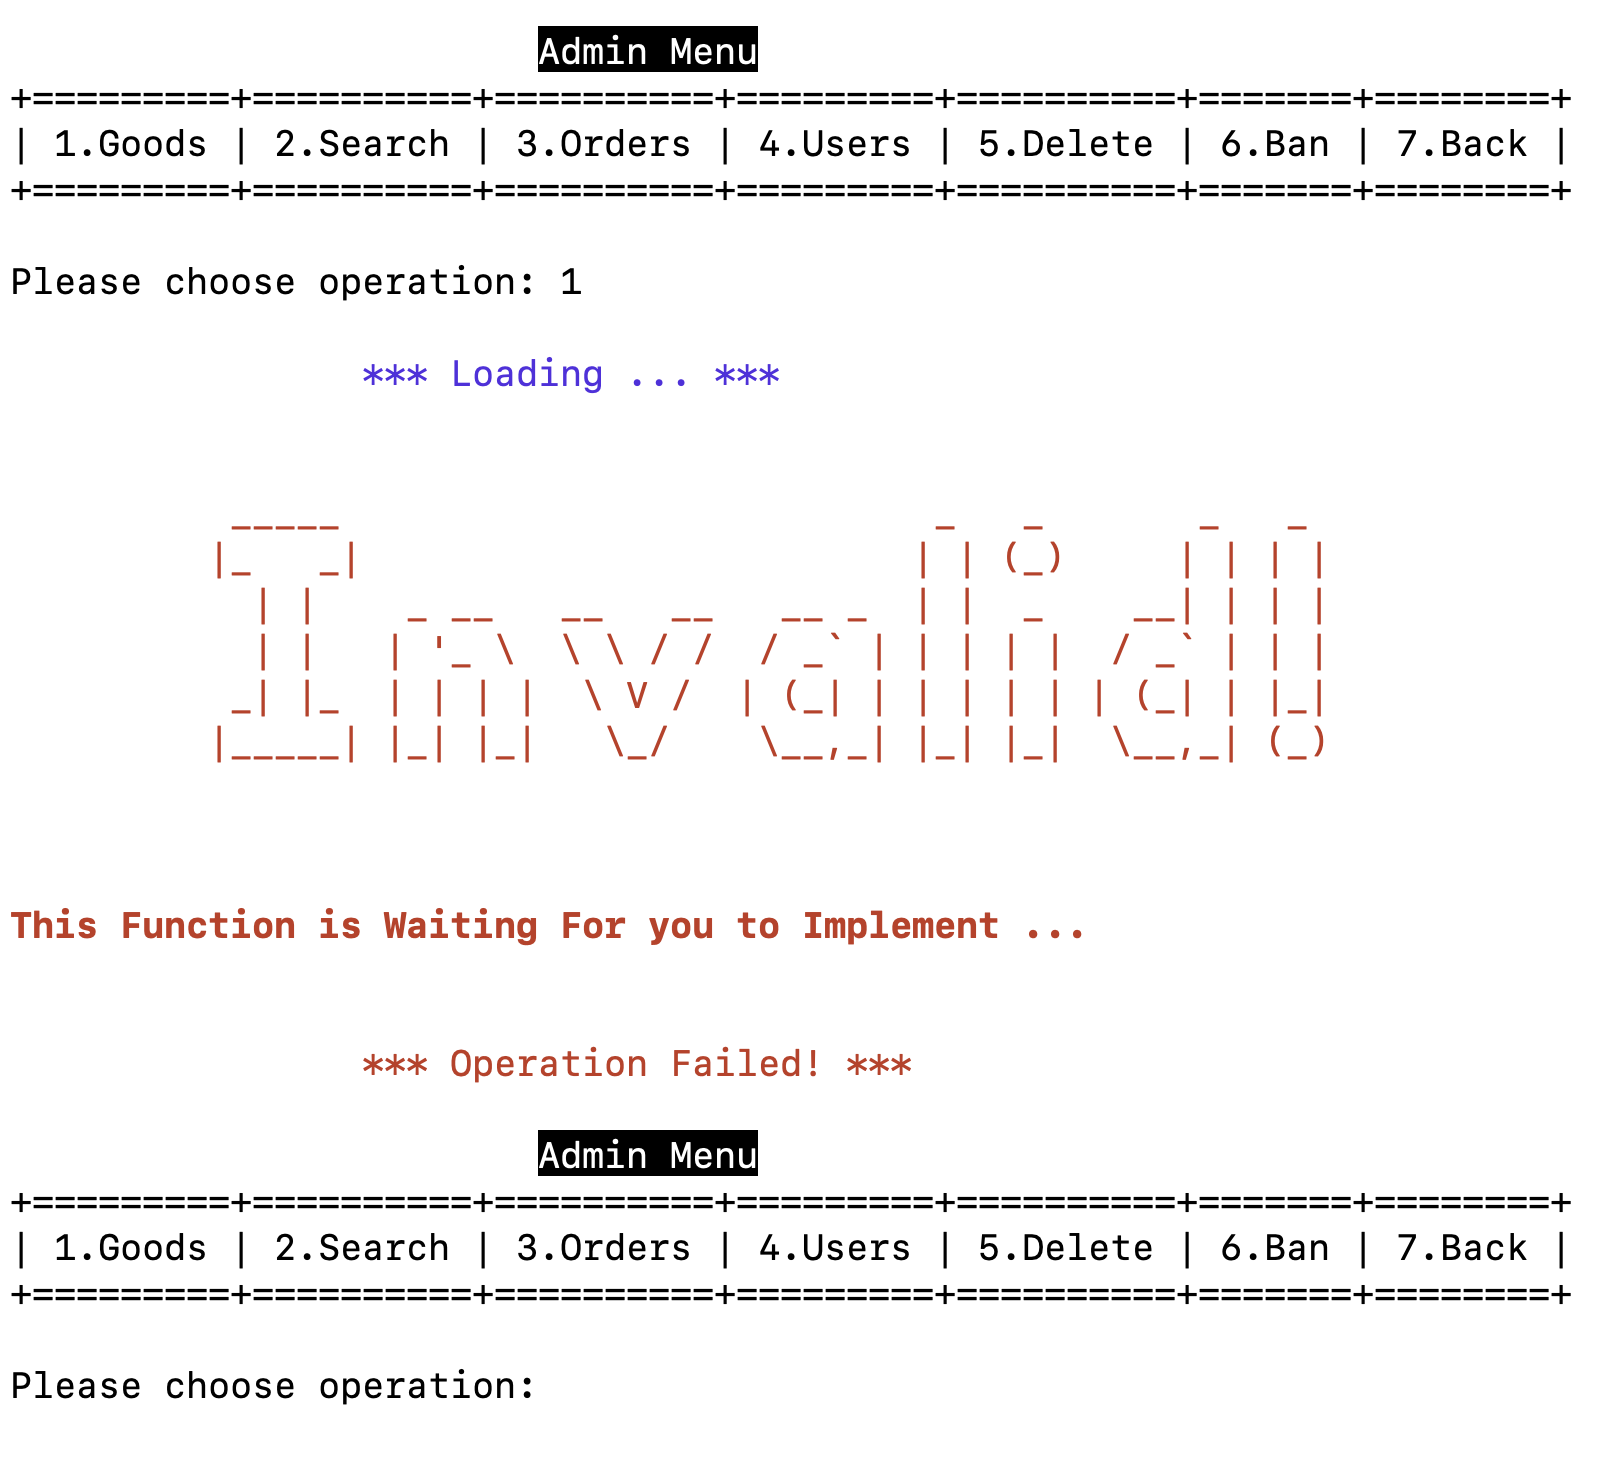 Admin Menu
+=========+==========+==========+=========+==========+=======+========+
| 1.Goods | 2.Search | 3.Orders | 4.Users | 5.Delete | 6.Ban | 7.Back |
+=========+==========+==========+=========+==========+=======+========+
Please choose operation: 1
*** Loading ... ***
Invalid!
This Function is Waiting For you to Implement ...
*** Operation Failed! ***
Admin Menu
+=========+==========+==========+=========+==========+=======+========+
| 1.Goods | 2.Search | 3.Orders | 4.Users | 5.Delete | 6.Ban | 7.Back |
+=========+==========+==========+=========+==========+=======+========+
Please choose operation: